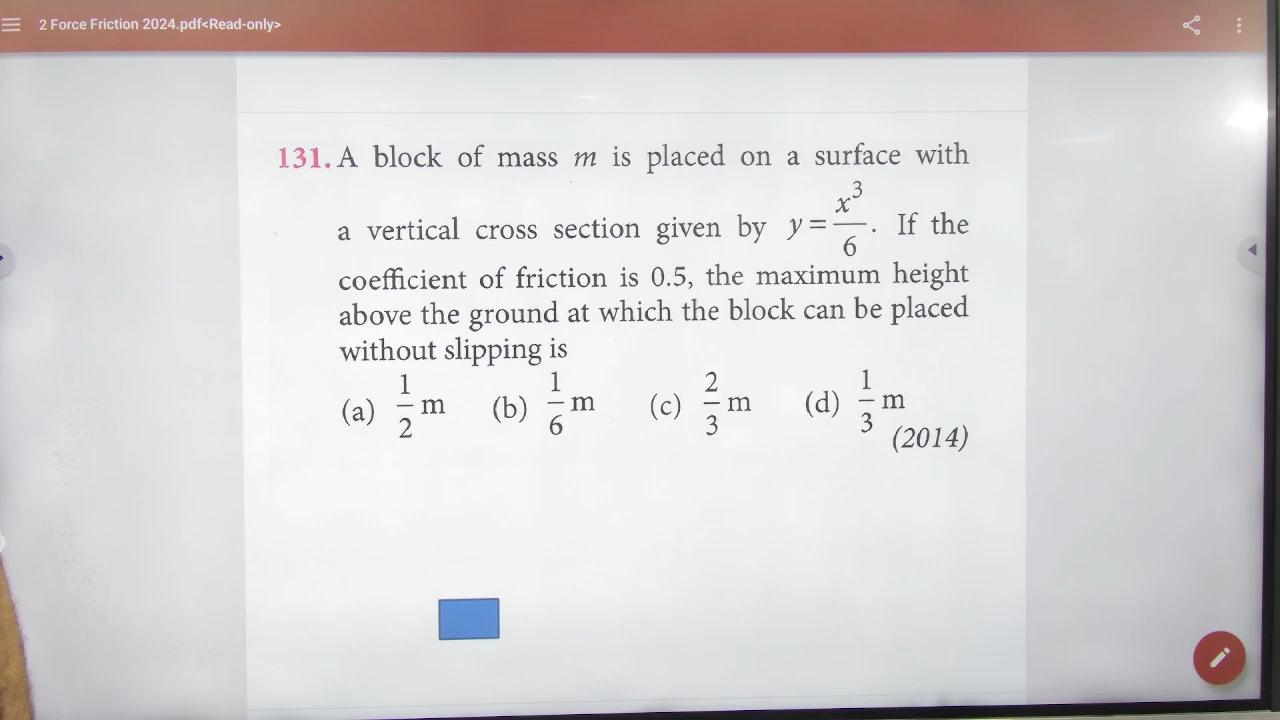 2 Force Friction 2024.pdf<Read-only>
131. A block of mass m is placed on a surface with
a vertical cross section given by y = x³/6. If the
coefficient of friction is 0.5, the maximum height
above the ground at which the block can be placed
without slipping is
(a) 1/2 m (b) 1/6 m (c) 2/3 m (d) 1/3 m
(2014)